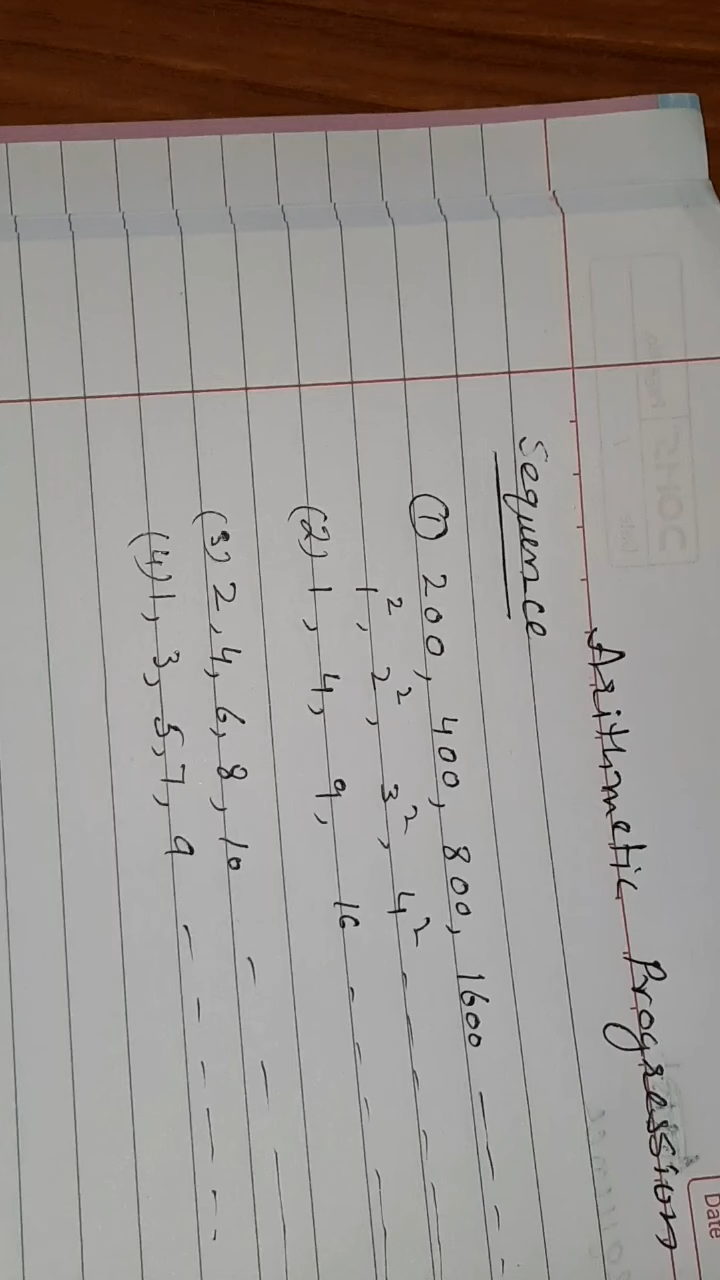 Date
Arithmetic Progression
Sequence
(1) 200, 400, 800, 1600 - - - -
1², 2², 3², 4² - - - - -
(2) 1, 4, 9, 16 - - - -
(3) 2, 4, 6, 8, 10 - - -
(4) 1, 3, 5, 7, 9 - - - - -